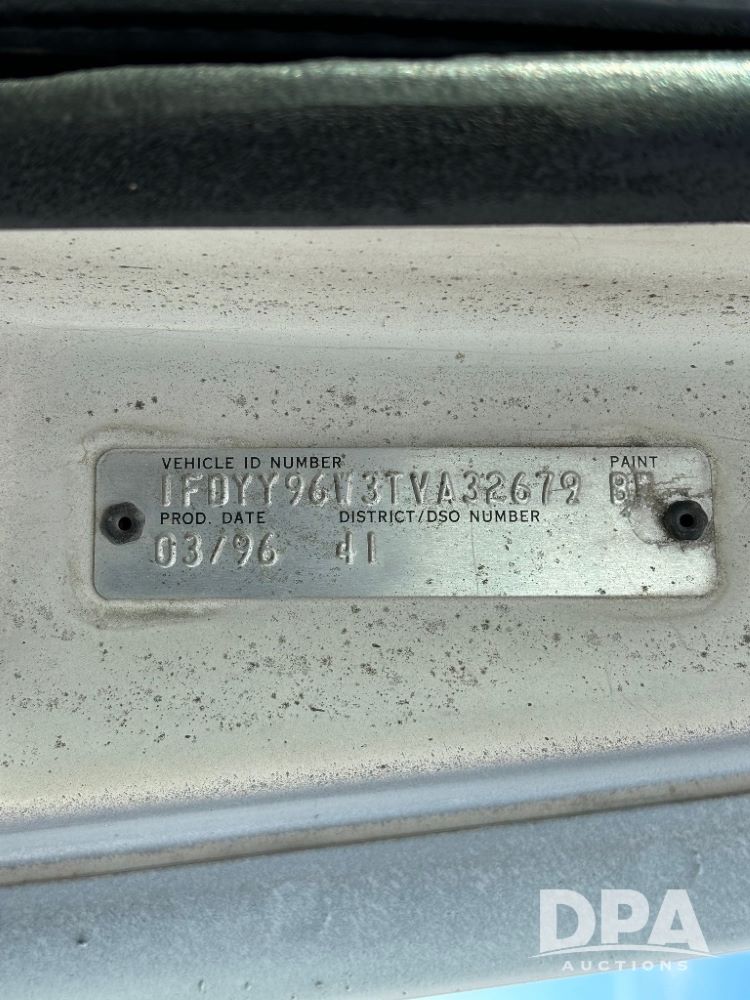 VEHICLE ID NUMBER PAINT
1FDYY96W3TVA32679
PROD. DATE DISTRICT/DSO NUMBER
03/96 41
DPA
AUCTIONS